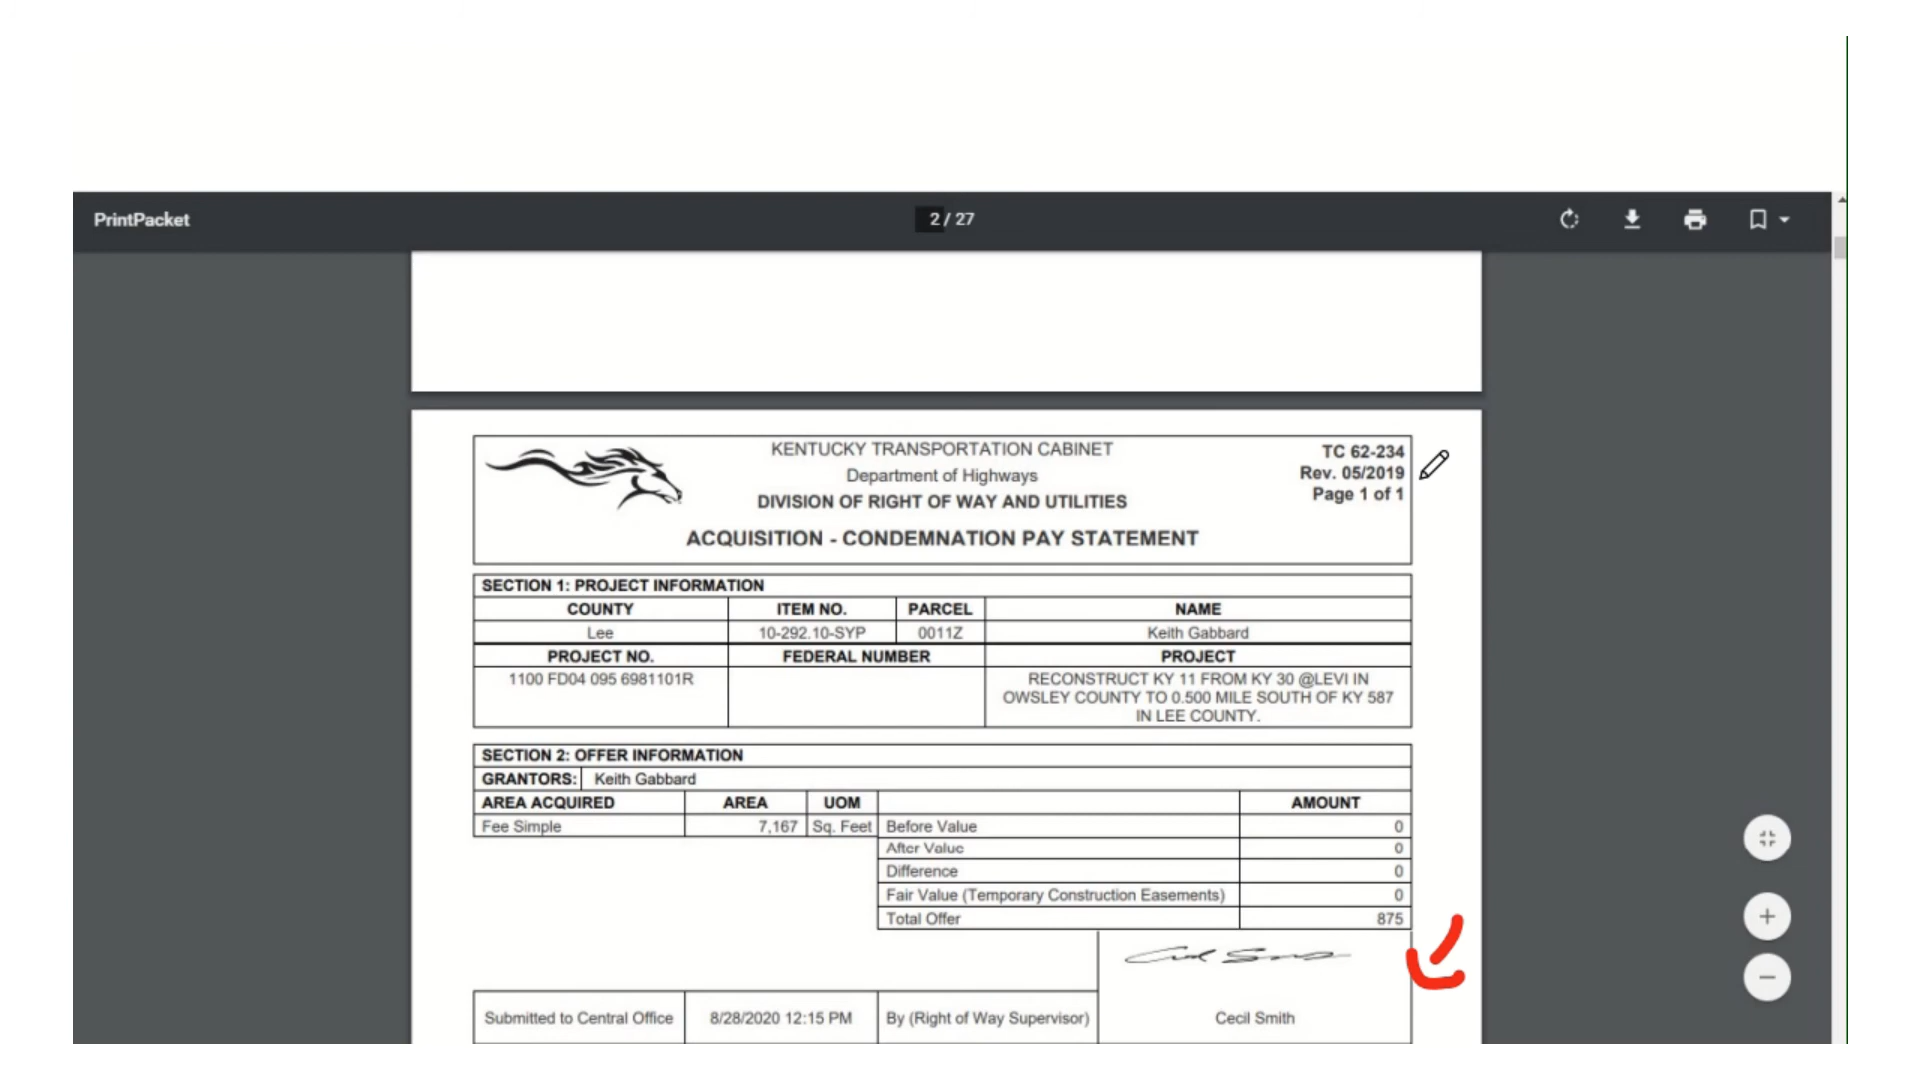 PrintPacket 2 / 27
KENTUCKY TRANSPORTATION CABINET
Department of Highways
DIVISION OF RIGHT OF WAY AND UTILITIES
ACQUISITION - CONDEMNATION PAY STATEMENT
TC 62-234
Rev. 05/2019
Page 1 of 1
SECTION 1: PROJECT INFORMATION
COUNTY ITEM NO. PARCEL NAME
Lee 10-292.10-SYP 0011Z Keith Gabbard
PROJECT NO. FEDERAL NUMBER PROJECT
1100 FD04 095 6981101R RECONSTRUCT KY 11 FROM KY 30 @LEVI IN
OWSLEY COUNTY TO 0.500 MILE SOUTH OF KY 587
IN LEE COUNTY.
SECTION 2: OFFER INFORMATION
GRANTORS: Keith Gabbard
AREA ACQUIRED AREA UOM AMOUNT
Fee Simple 7,167 Sq. Feet Before Value 0
After Value 0
Difference 0
Fair Value (Temporary Construction Easements) 0
Total Offer 875
Submitted to Central Office 8/28/2020 12:15 PM By (Right of Way Supervisor) Cecil Smith